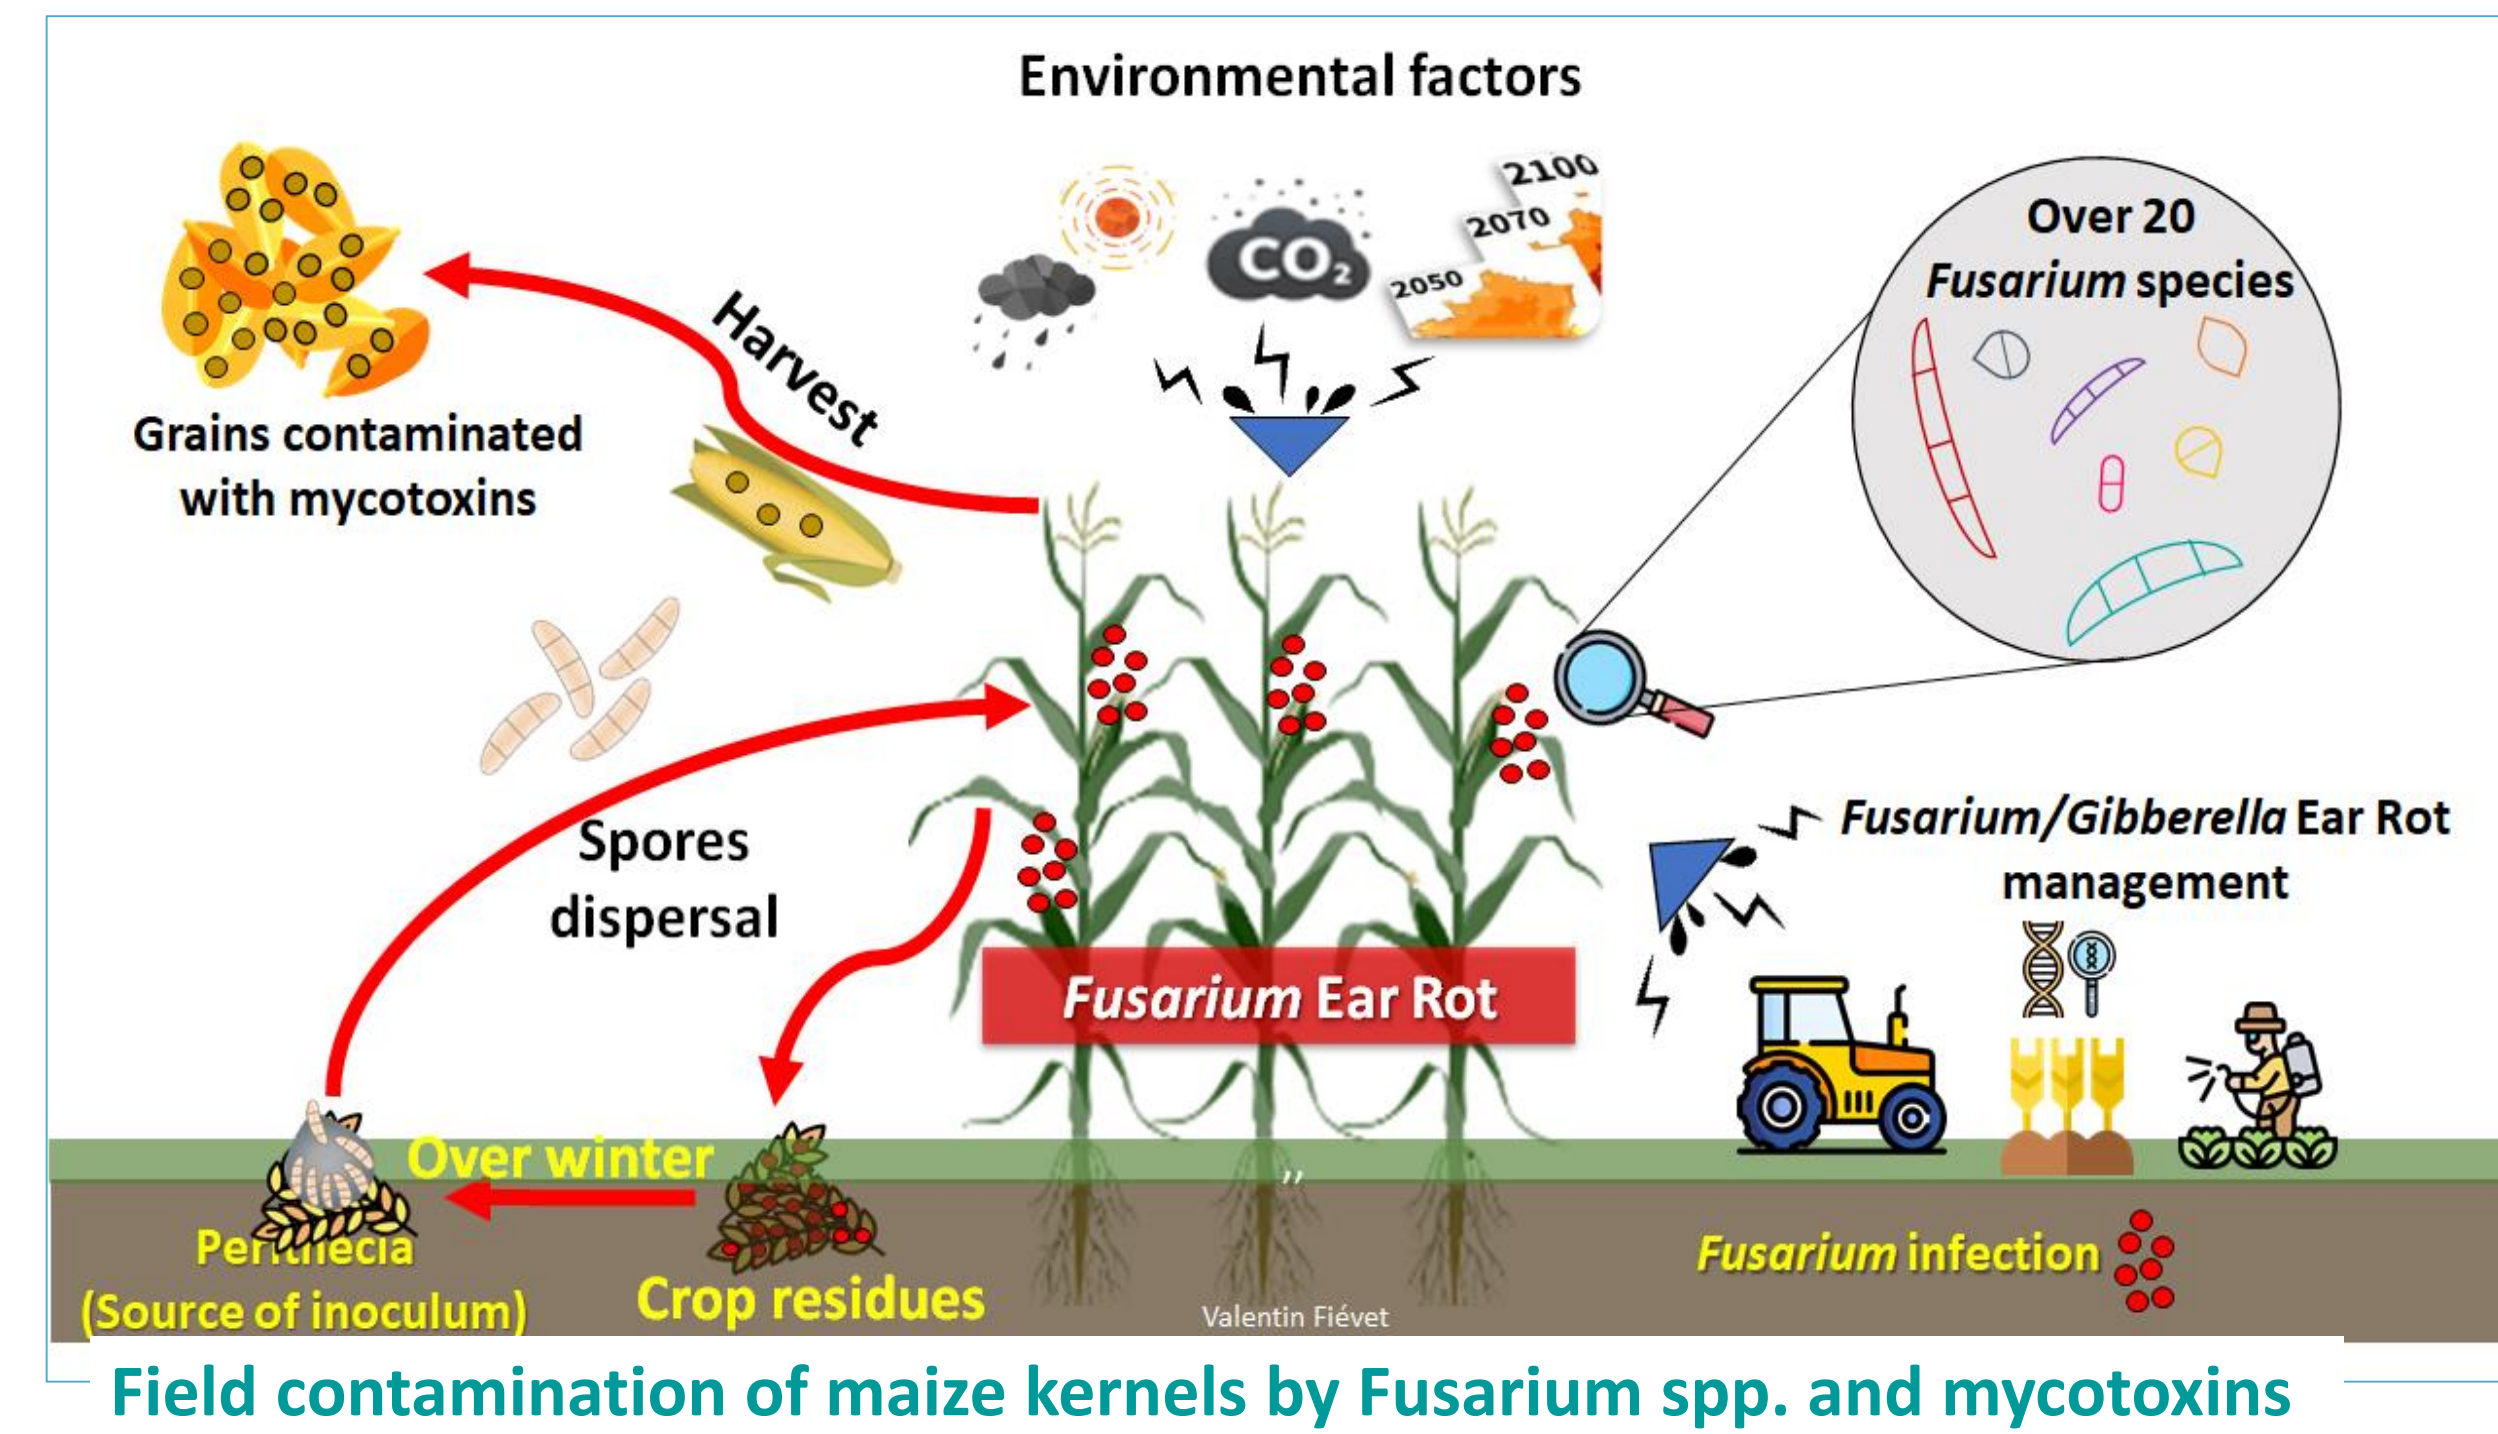 Environmental factors
2100
2070
2050
CO2
Over 20
Fusarium species
Harvest
Grains contaminated
with mycotoxins
Spores
dispersal
Fusarium/Gibberella Ear Rot
management
Fusarium Ear Rot
Over winter
,,
Perithecia
(Source of inoculum)
Crop residues
Fusarium infection
Valentin Fiévet
Field contamination of maize kernels by Fusarium spp. and mycotoxins